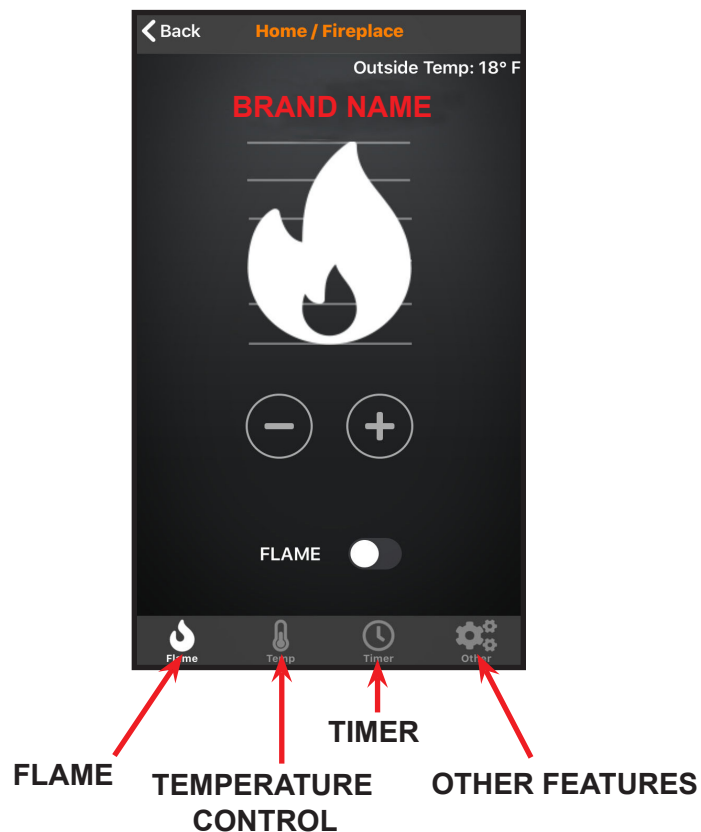 Back
Home / Fireplace
Outside Temp: 18° F
BRAND NAME
FLAME
Flame
Temp
Timer
Other
TIMER
FLAME
TEMPERATURE
CONTROL
OTHER FEATURES